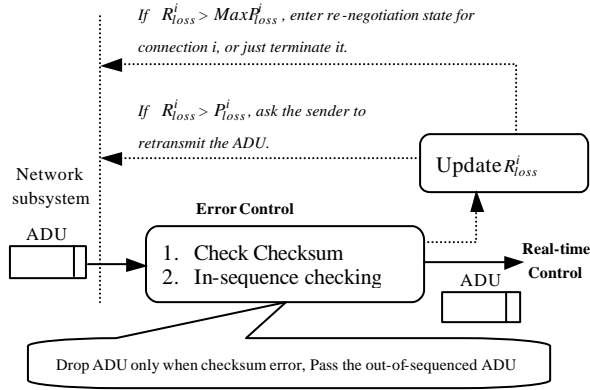 If R^i_loss > MaxP^i_loss , enter re-negotiation state for
connection i, or just terminate it.
If R^i_loss > P^i_loss , ask the sender to
retransmit the ADU.
Update R^i_loss
Network
subsystem
Error Control
ADU
1. Check Checksum
2. In-sequence checking
Real-time
Control
ADU
Drop ADU only when checksum error, Pass the out-of-sequenced ADU